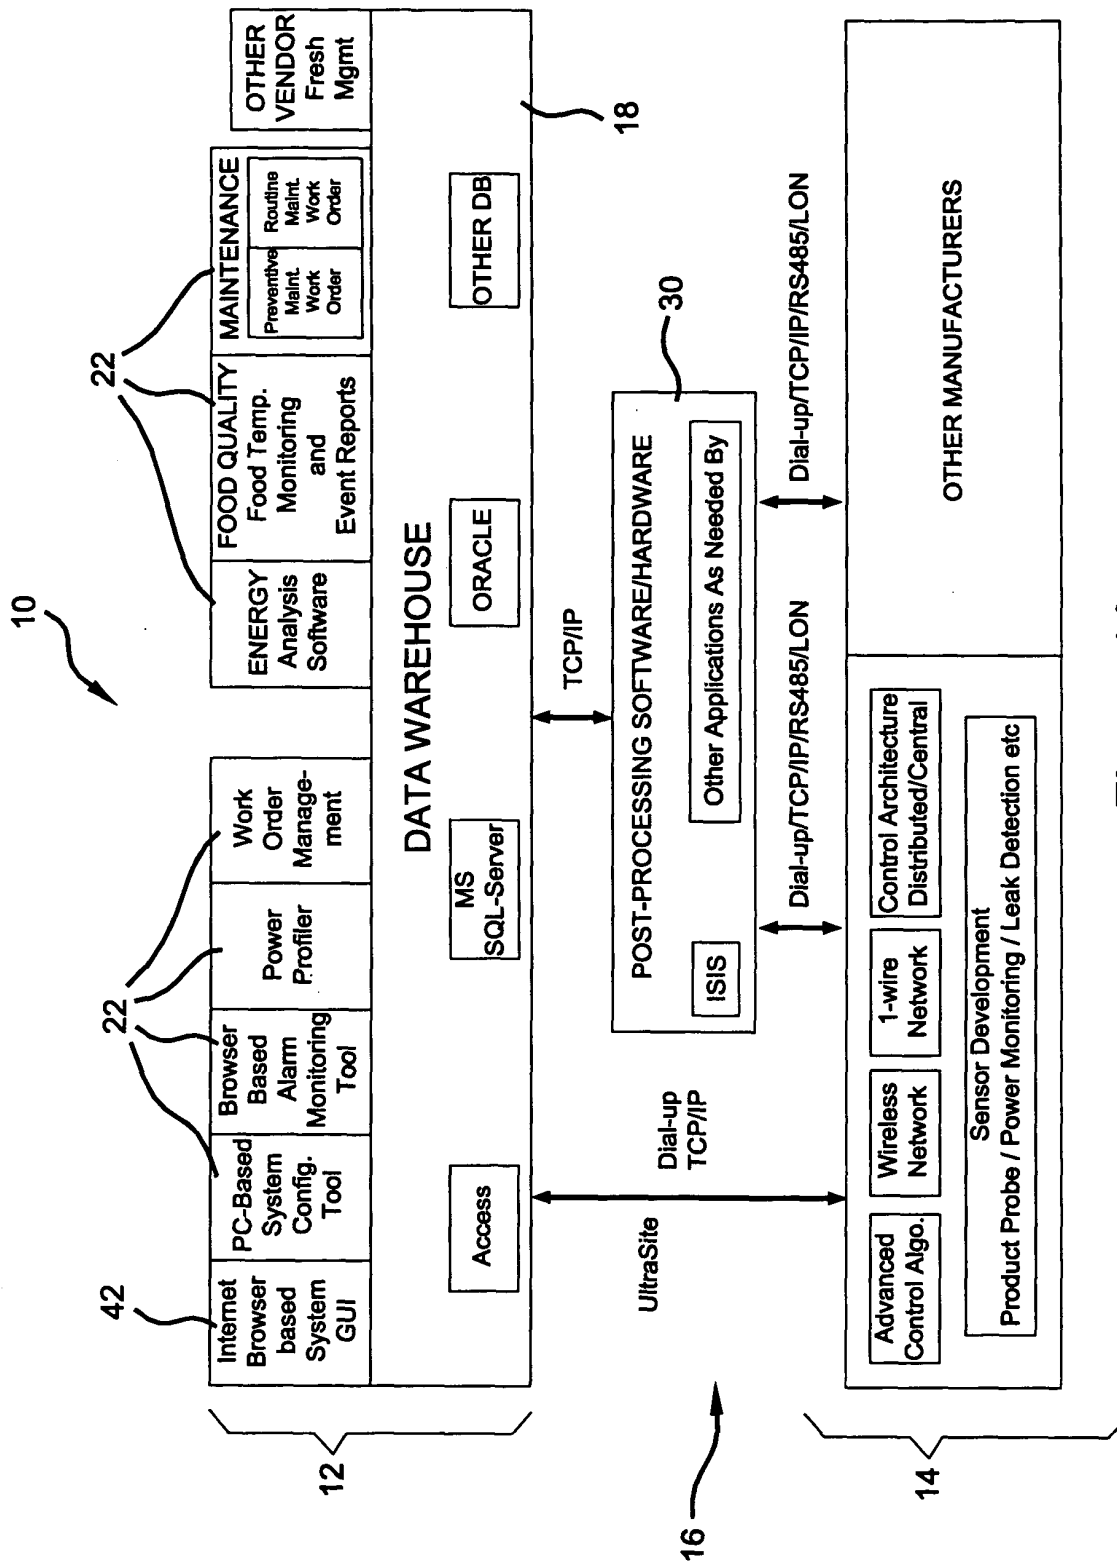 10
42
22
22
12
Internet
Browser
based
System
GUI
PC-Based
System
Config.
Tool
Browser
Based
Alarm
Monitoring
Tool
Power
Profiler
Work
Order
Manage-
ment
ENERGY
Analysis
Software
FOOD QUALITY
Food Temp.
Monitoring
and
Event Reports
MAINTENANCE
Preventive
Maint.
Work
Order
Routine
Maint.
Work
Order
OTHER
VENDOR
Fresh
Mgmt
DATA WAREHOUSE
Access
MS
SQL-Server
ORACLE
OTHER DB
18
TCP/IP
16
UltraSite
Dial-up
TCP/IP
POST-PROCESSING SOFTWARE/HARDWARE
ISIS
Other Applications As Needed By
30
Dial-up/TCP/IP/RS485/LON
Dial-up/TCP/IP/RS485/LON
14
Advanced
Control Algo.
Wireless
Network
1-wire
Network
Control Architecture
Distributed/Central
Sensor Development
Product Probe / Power Monitoring / Leak Detection etc
OTHER MANUFACTURERS